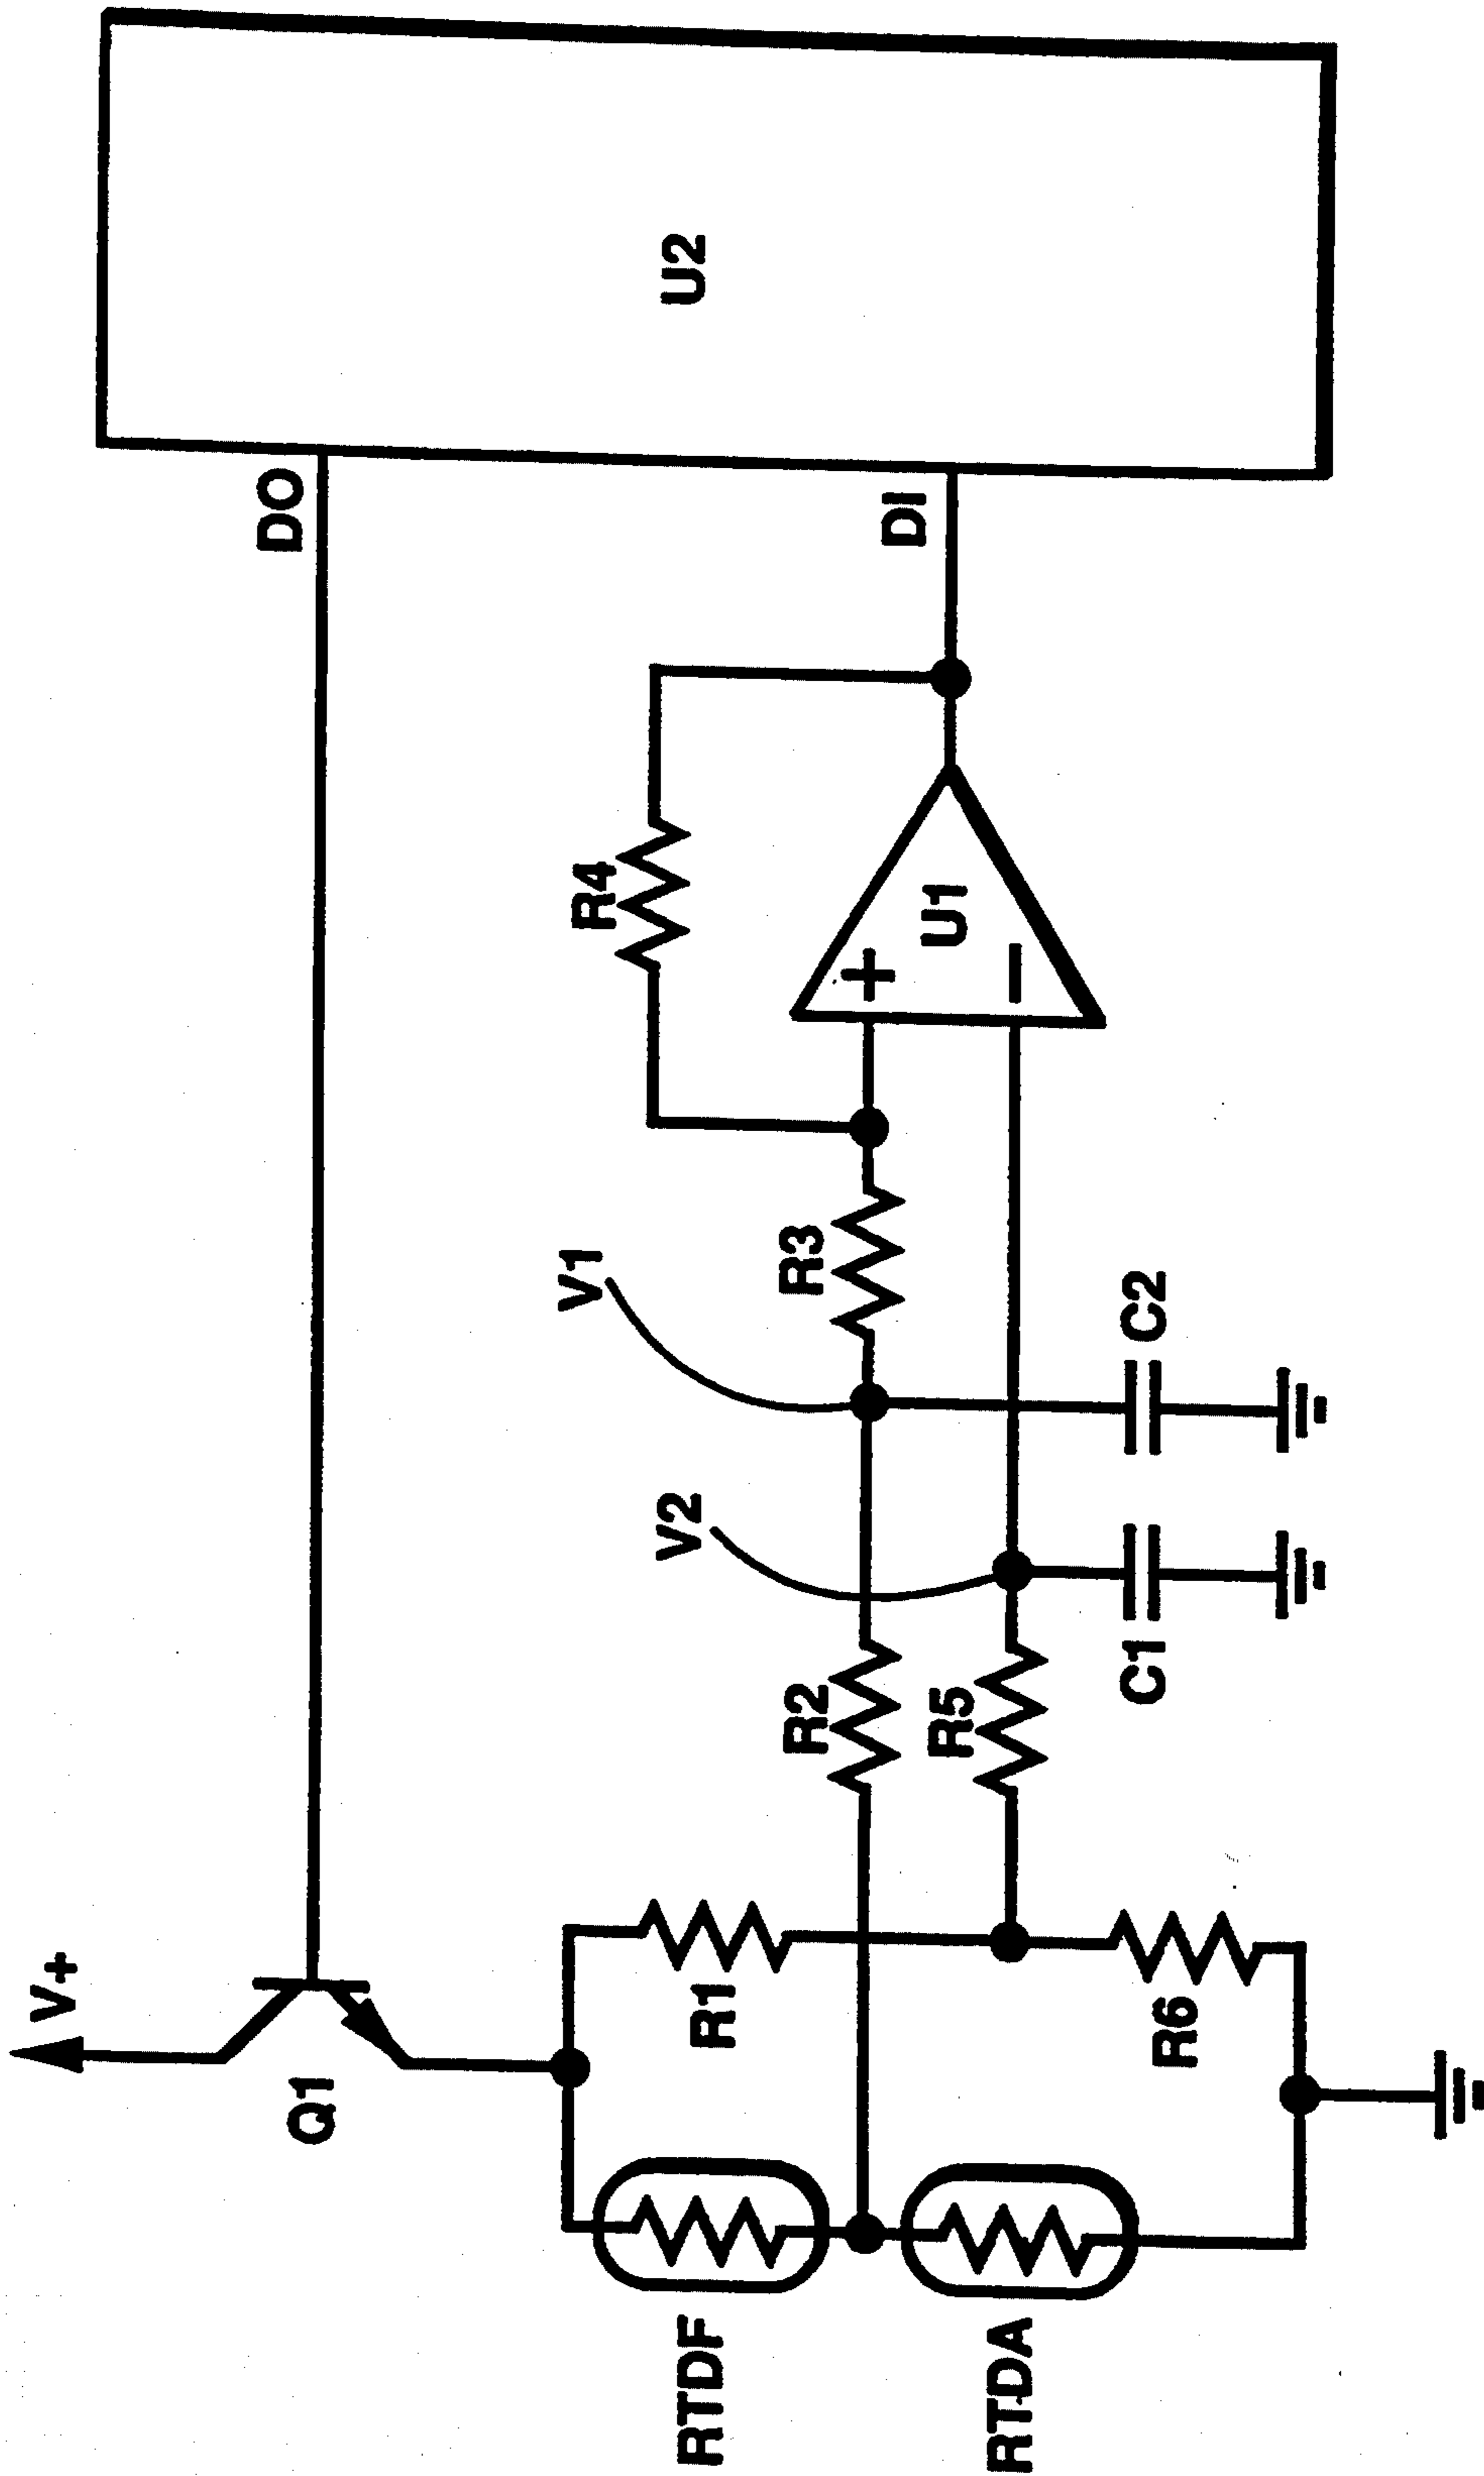 V+
Q1
DO
U2
DI
R4
U1
+
−
R3
V1
V2
C2
C1
R2
R5
R1
R6
RTDF
RTDA